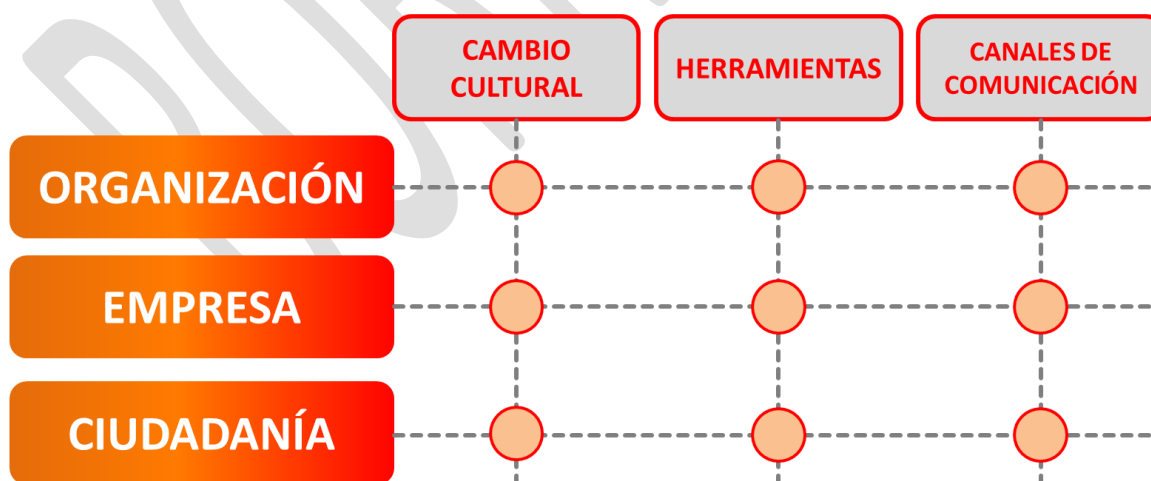 CAMBIO
CULTURAL
HERRAMIENTAS
CANALES DE
COMUNICACIÓN
ORGANIZACIÓN
EMPRESA
CIUDADANÍA